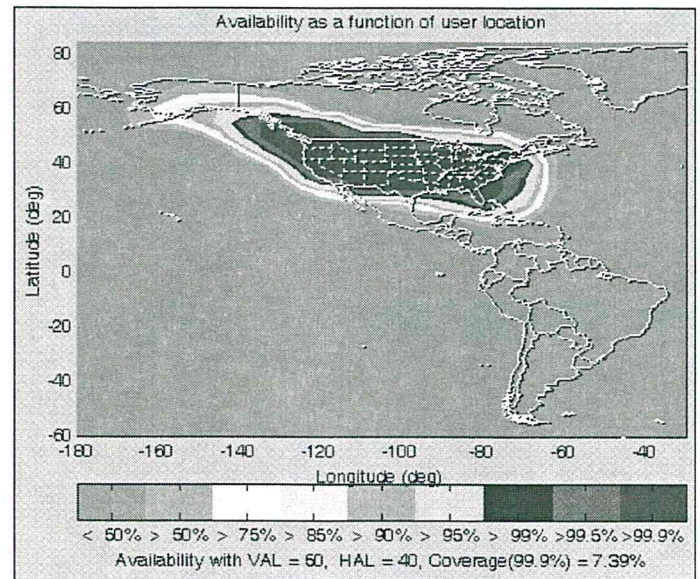 Availability as a function of user location
80
60
40
20
0
-20
-40
-60
Latitude (deg)
-180 -160 -140 -120 -100 -80 -60 -40
Longitude (deg)
< 50% > 50% > 75% > 85% > 90% > 95% > 99% >99.5% >99.9%
Availability with VAL = 50, HAL = 40, Coverage(99.9%) = 7.39%